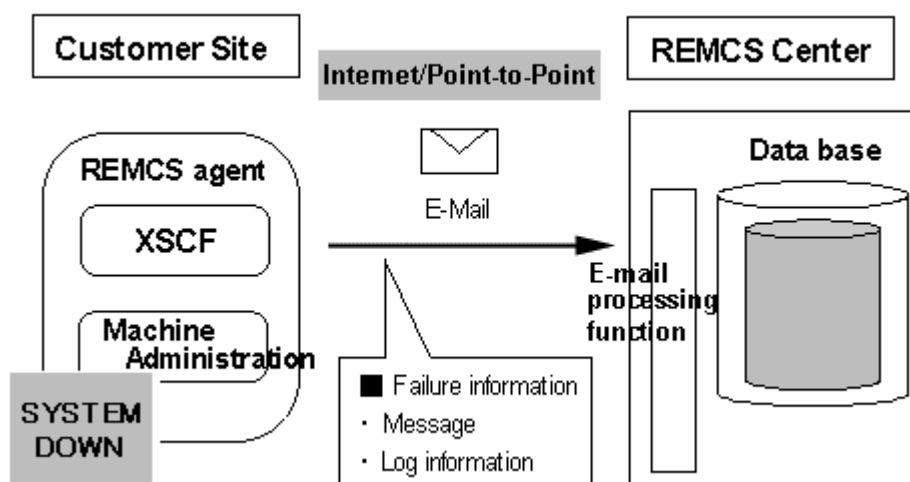 Customer Site
Internet/Point-to-Point
REMCS Center
REMCS agent
XSCF
Machine
Administration
SYSTEM
DOWN
E-Mail
■ Failure information
・ Message
・ Log information
Data base
E-mail
processing
function